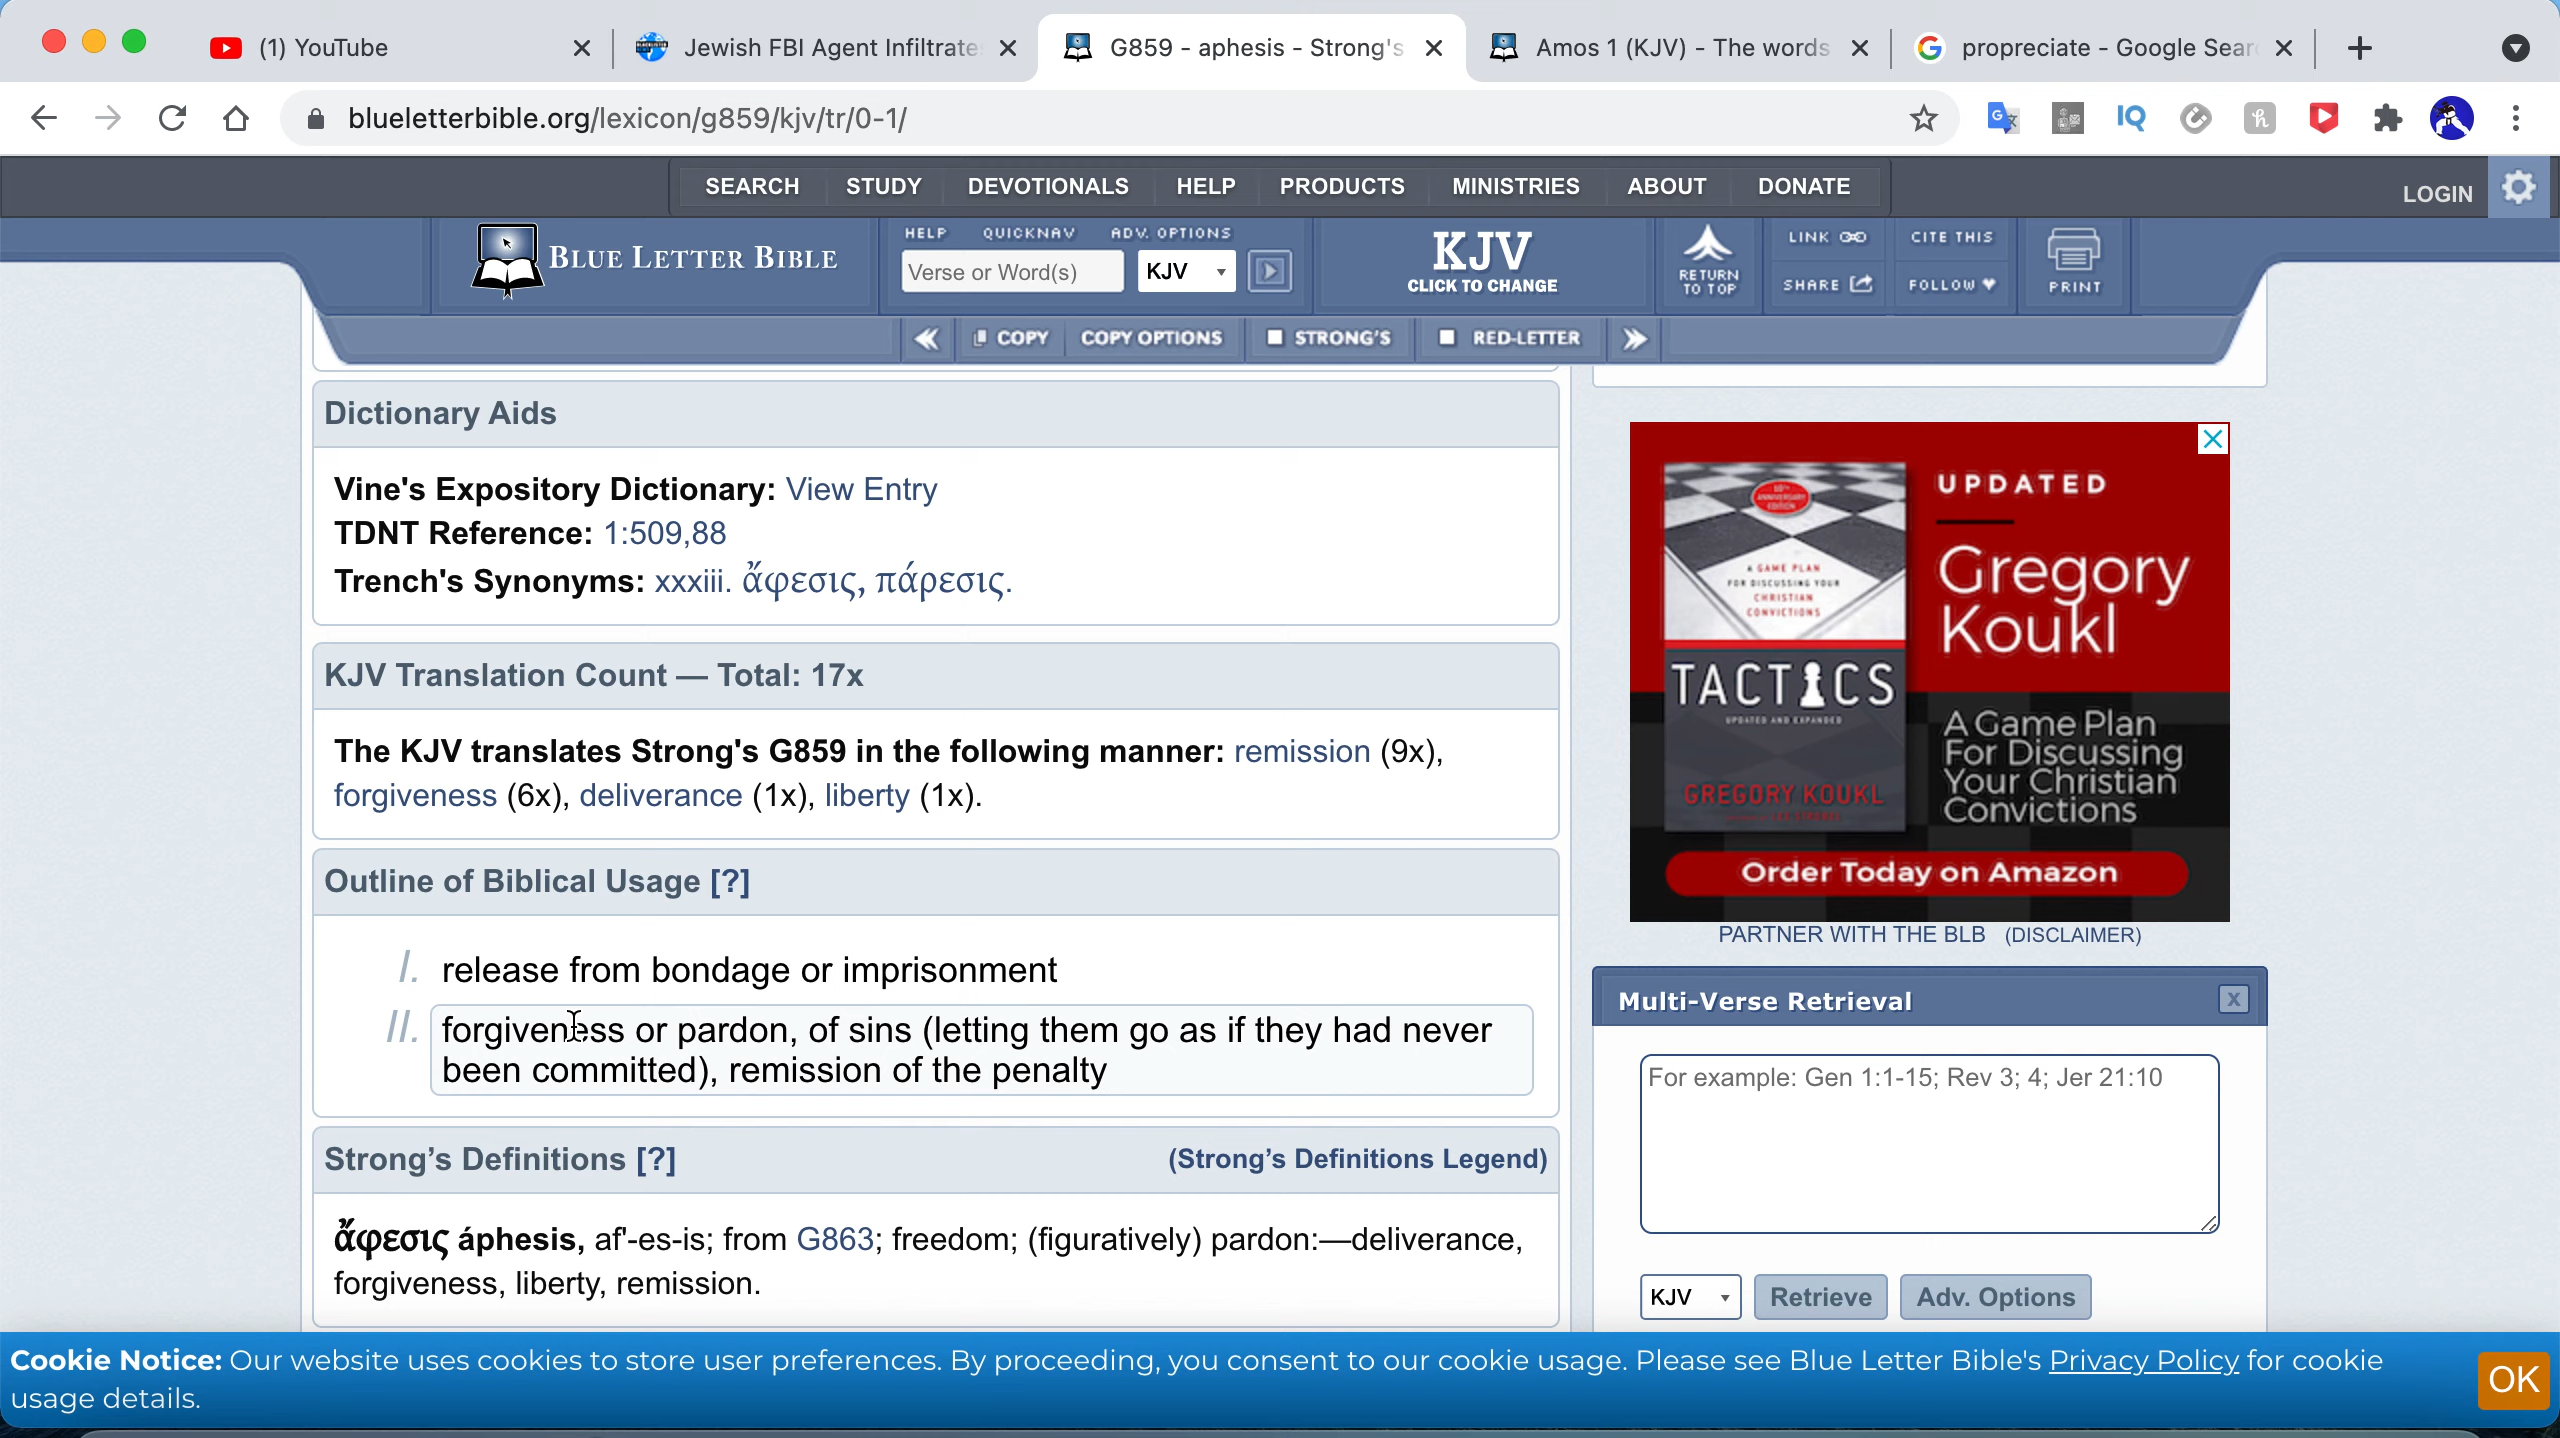 (1) YouTube
Jewish FBI Agent Infiltrate
G859 - aphesis - Strong's
Amos 1 (KJV) - The words
propreciate - Google Sear
blueletterbible.org/lexicon/g859/kjv/tr/0-1/
SEARCH STUDY DEVOTIONALS HELP PRODUCTS MINISTRIES ABOUT DONATE
LOGIN
BLUE LETTER BIBLE
HELP QUICKNAV ADV. OPTIONS
Verse or Word(s) KJV
KJV
CLICK TO CHANGE
RETURN
TO TOP
LINK
SHARE
CITE THIS
FOLLOW
PRINT
COPY COPY OPTIONS STRONG'S RED-LETTER
Dictionary Aids
Vine's Expository Dictionary: View Entry
TDNT Reference: 1:509,88
Trench's Synonyms: xxxiii. ἄφεσις, πάρεσις.
KJV Translation Count — Total: 17x
The KJV translates Strong's G859 in the following manner: remission (9x),
forgiveness (6x), deliverance (1x), liberty (1x).
Outline of Biblical Usage [?]
I. release from bondage or imprisonment
II. forgiveness or pardon, of sins (letting them go as if they had never
been committed), remission of the penalty
Strong’s Definitions [?]
(Strong’s Definitions Legend)
ἄφεσις áphesis, af'-es-is; from G863; freedom; (figuratively) pardon:—deliverance,
forgiveness, liberty, remission.
A GAME PLAN
FOR DISCUSSING YOUR
CHRISTIAN
CONVICTIONS
TACTICS
UPDATED AND EXPANDED
GREGORY KOUKL
UPDATED
Gregory
Koukl
A Game Plan
For Discussing
Your Christian
Convictions
Order Today on Amazon
PARTNER WITH THE BLB (DISCLAIMER)
Multi-Verse Retrieval
X
For example: Gen 1:1-15; Rev 3; 4; Jer 21:10
KJV Retrieve Adv. Options
Cookie Notice: Our website uses cookies to store user preferences. By proceeding, you consent to our cookie usage. Please see Blue Letter Bible's Privacy Policy for cookie
usage details.
OK